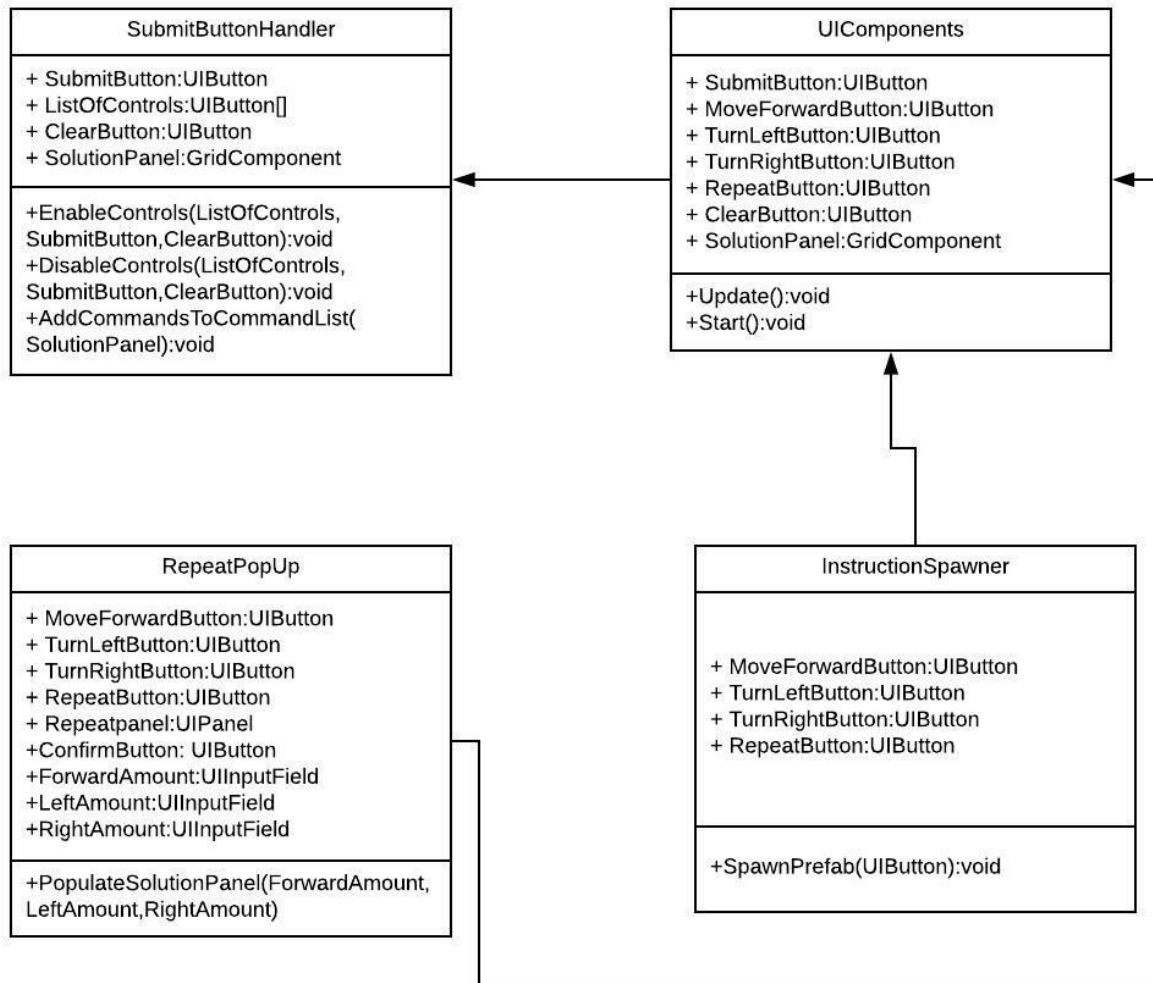 SubmitButtonHandler
+ SubmitButton:UIButton
+ ListOfControls:UIButton[]
+ ClearButton:UIButton
+ SolutionPanel:GridComponent
+EnableControls(ListOfControls,
SubmitButton,ClearButton):void
+DisableControls(ListOfControls,
SubmitButton,ClearButton):void
+AddCommandsToCommandList(
SolutionPanel):void
UIComponents
+ SubmitButton:UIButton
+ MoveForwardButton:UIButton
+ TurnLeftButton:UIButton
+ TurnRightButton:UIButton
+ RepeatButton:UIButton
+ ClearButton:UIButton
+ SolutionPanel:GridComponent
+Update():void
+Start():void
RepeatPopUp
+ MoveForwardButton:UIButton
+ TurnLeftButton:UIButton
+ TurnRightButton:UIButton
+ RepeatButton:UIButton
+ Repeatpanel:UIPanel
+ConfirmButton: UIButton
+ForwardAmount:UIInputField
+LeftAmount:UIInputField
+RightAmount:UIInputField
+PopulateSolutionPanel(ForwardAmount,
LeftAmount,RightAmount)
InstructionSpawner
+ MoveForwardButton:UIButton
+ TurnLeftButton:UIButton
+ TurnRightButton:UIButton
+ RepeatButton:UIButton
+SpawnPrefab(UIButton):void